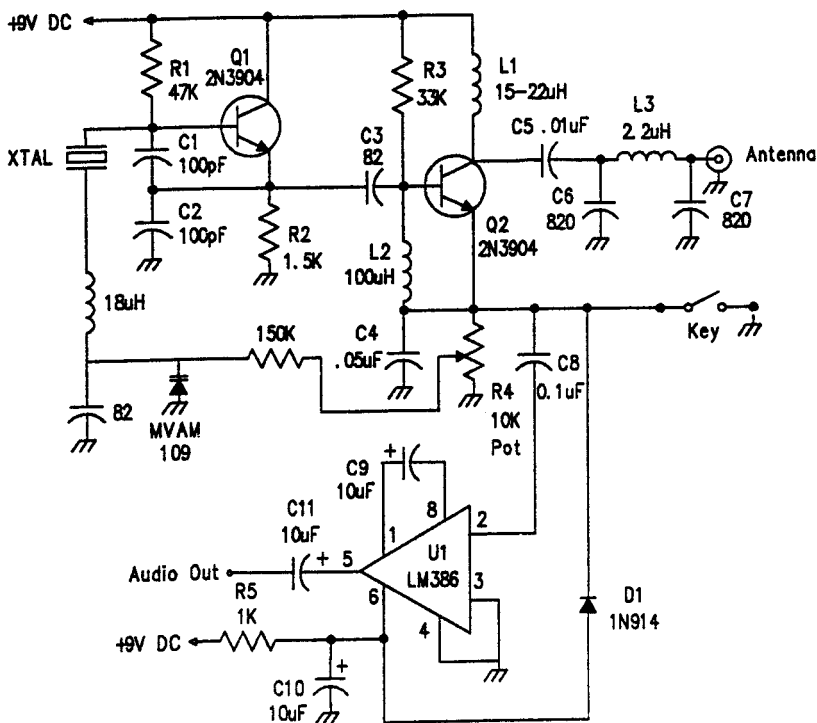 +9V DC
R1
47K
Q1
2N3904
R3
33K
L1
15-22uH
L3
2.2uH
C5 .01uF
Antenna
XTAL
C1
100pF
C3
82
C6
820
C7
820
C2
100pF
R2
1.5K
Q2
2N3904
L2
100uH
18uH
150K
C4
.05uF
Key
C8
0.1uF
R4
10K
Pot
82
MVAM
109
C9
10uF
+
8
1
2
C11
10uF
+
5
U1
LM386
Audio Out
6
3
4
R5
1K
D1
1N914
+9V DC
C10
10uF
+